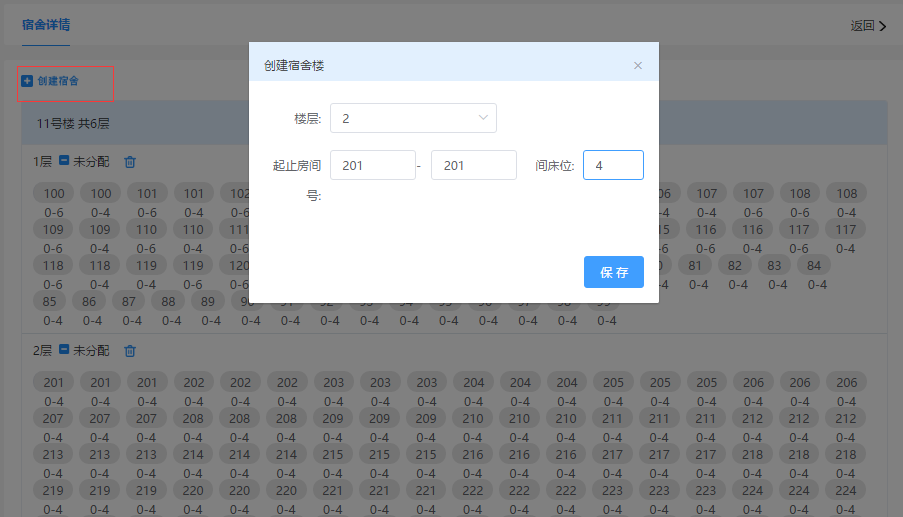 宿舍详情
返回
创建宿舍
11号楼 共6层
创建宿舍楼
×
楼层: 2
起止房间号: 201 - 201 间床位: 4
保 存
1层 未分配
100 100 101 101 102 107 107 108 108
0-6 0-4 0-6 0-4 0-6 0-4 0-6 0-6 0-4
109 109 110 110 111 116 116 117 117
0-6 0-4 0-6 0-4 0-6 0-6 0-4 0-6 0-4
118 118 119 119 120 81 82 83 84
0-6 0-4 0-4 0-6 0-6 0-4 0-4 0-4 0-4
85 86 87 88 89
0-4 0-4 0-4 0-4 0-4 0-4 0-4 0-4 0-4 0-4 0-4 0-4 0-4 0-4 0-4
2层 未分配
201 201 201 202 202 202 203 203 203 204 204 204 205 205 205 206 206 206
0-4 0-4 0-4 0-4 0-4 0-4 0-4 0-4 0-4 0-4 0-4 0-4 0-4 0-4 0-4 0-4 0-4 0-4
207 207 207 208 208 208 209 209 209 210 210 210 211 211 211 212 212 212
0-4 0-4 0-4 0-4 0-4 0-4 0-4 0-4 0-4 0-4 0-4 0-4 0-4 0-4 0-4 0-4 0-4 0-4
213 213 213 214 214 214 215 215 215 216 216 216 217 217 217 218 218 218
0-4 0-4 0-4 0-4 0-4 0-4 0-4 0-4 0-4 0-4 0-4 0-4 0-4 0-4 0-4 0-4 0-4 0-4
219 219 219 220 220 220 221 221 221 222 222 222 223 223 223 224 224 224
0-4 0-4 0-4 0-4 0-4 0-4 0-4 0-4 0-4 0-4 0-4 0-4 0-4 0-4 0-4 0-4 0-4 0-4